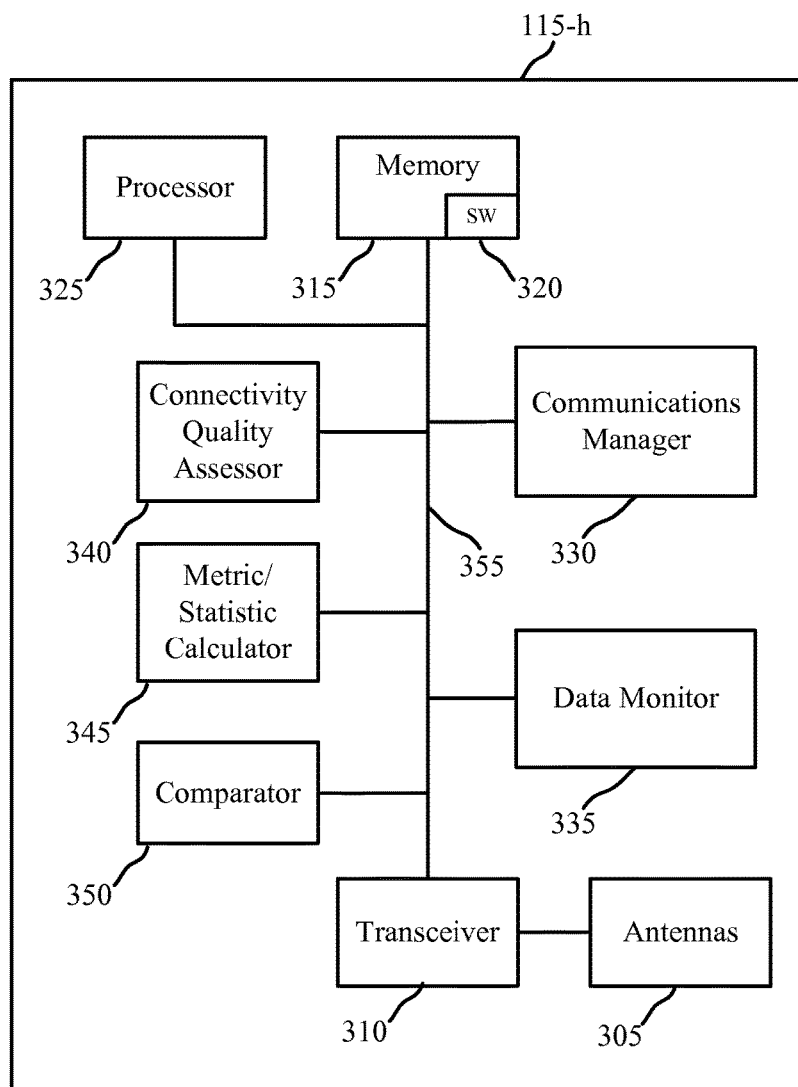 115-h
Processor
Memory
SW
325
315
320
Connectivity
Quality
Assessor
Communications
Manager
340
355
330
Metric/
Statistic
Calculator
Data Monitor
345
335
Comparator
350
Transceiver
Antennas
310
305